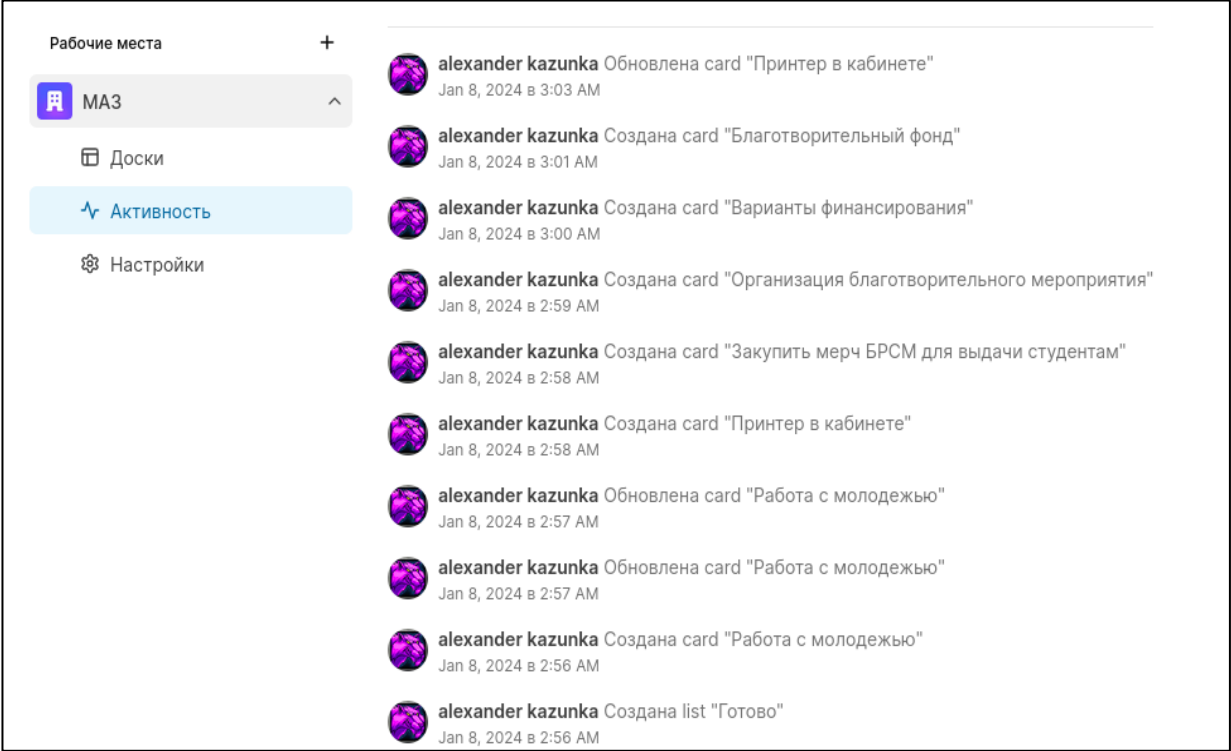 Рабочие места
МАЗ
Доски
Активность
Настройки
alexander kazunka Обновлена card "Принтер в кабинете"
Jan 8, 2024 в 3:03 AM
alexander kazunka Создана card "Благотворительный фонд"
Jan 8, 2024 в 3:01 AM
alexander kazunka Создана card "Варианты финансирования"
Jan 8, 2024 в 3:00 AM
alexander kazunka Создана card "Организация благотворительного мероприятия"
Jan 8, 2024 в 2:59 AM
alexander kazunka Создана card "Закупить мерч БРСМ для выдачи студентам"
Jan 8, 2024 в 2:58 AM
alexander kazunka Создана card "Принтер в кабинете"
Jan 8, 2024 в 2:58 AM
alexander kazunka Обновлена card "Работа с молодежью"
Jan 8, 2024 в 2:57 AM
alexander kazunka Обновлена card "Работа с молодежью"
Jan 8, 2024 в 2:57 AM
alexander kazunka Создана card "Работа с молодежью"
Jan 8, 2024 в 2:56 AM
alexander kazunka Создана list "Готово"
Jan 8, 2024 в 2:56 AM